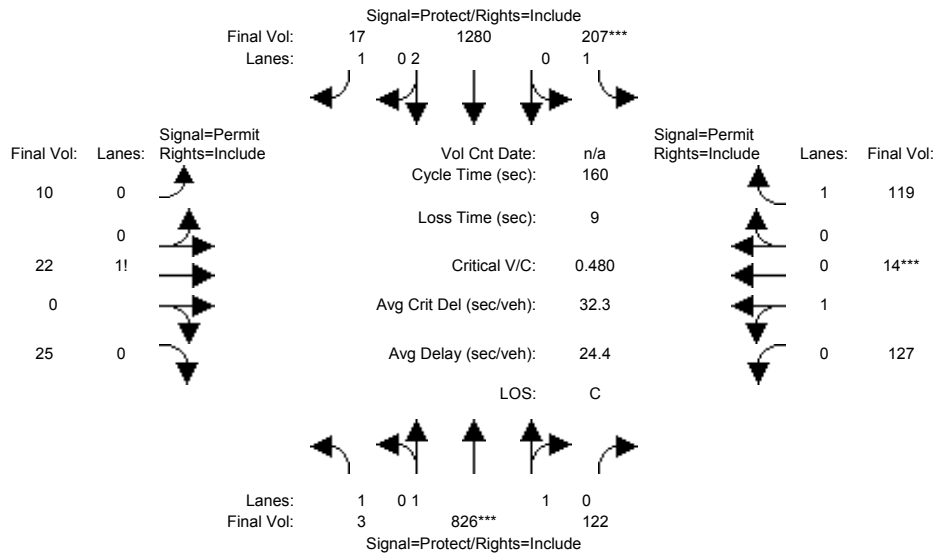 Signal=Protect/Rights=Include
Final Vol: 17 1280 207***
Lanes: 1 0 2 0 1
Signal=Permit Signal=Permit
Final Vol: Lanes: Rights=Include Vol Cnt Date: n/a Rights=Include Lanes: Final Vol:
Cycle Time (sec): 160
10 0 1 119
Loss Time (sec): 9
0 0
22 1! Critical V/C: 0.480 0 14***
0 Avg Crit Del (sec/veh): 32.3 1
25 0 Avg Delay (sec/veh): 24.4 0 127
LOS: C
Lanes: 1 0 1 1 0
Final Vol: 3 826*** 122
Signal=Protect/Rights=Include